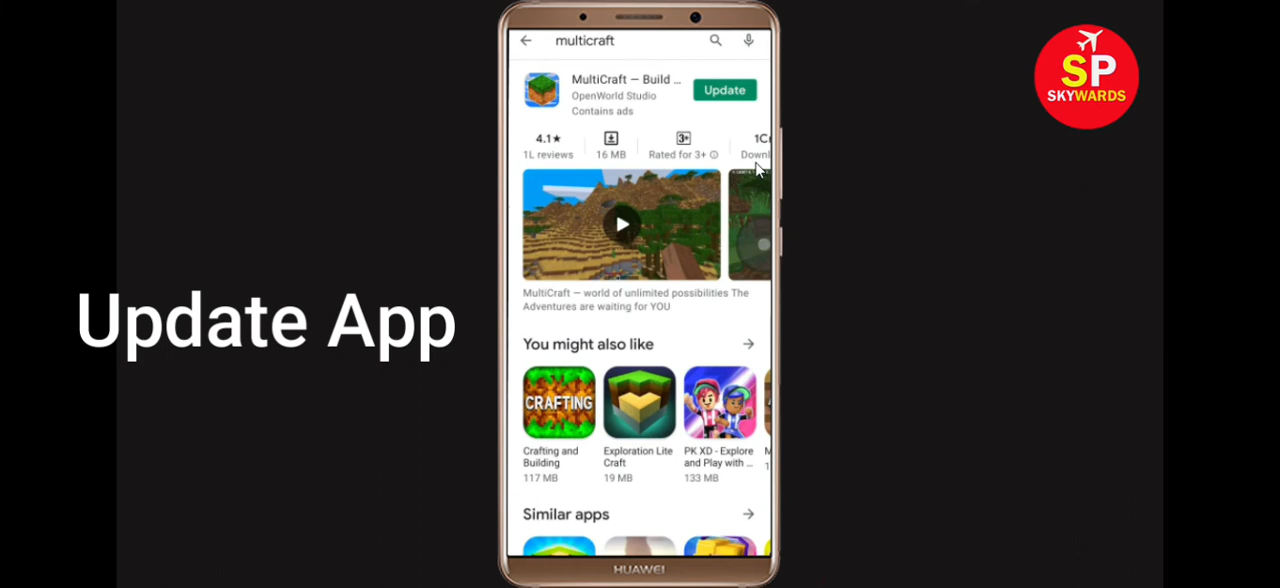 multicraft
SP
SKYWARDS
MultiCraft — Build ...
OpenWorld Studio
Contains ads
Update
4.1★
1L reviews
16 MB
3+
Rated for 3+
1Cr
Downl
MultiCraft — world of unlimited possibilities The
Adventures are waiting for YOU
Update App
You might also like
CRAFTING
Crafting and
Building
117 MB
Exploration Lite
Craft
19 MB
PK XD - Explore
and Play with ...
133 MB
M
1
Similar apps
HUAWEI